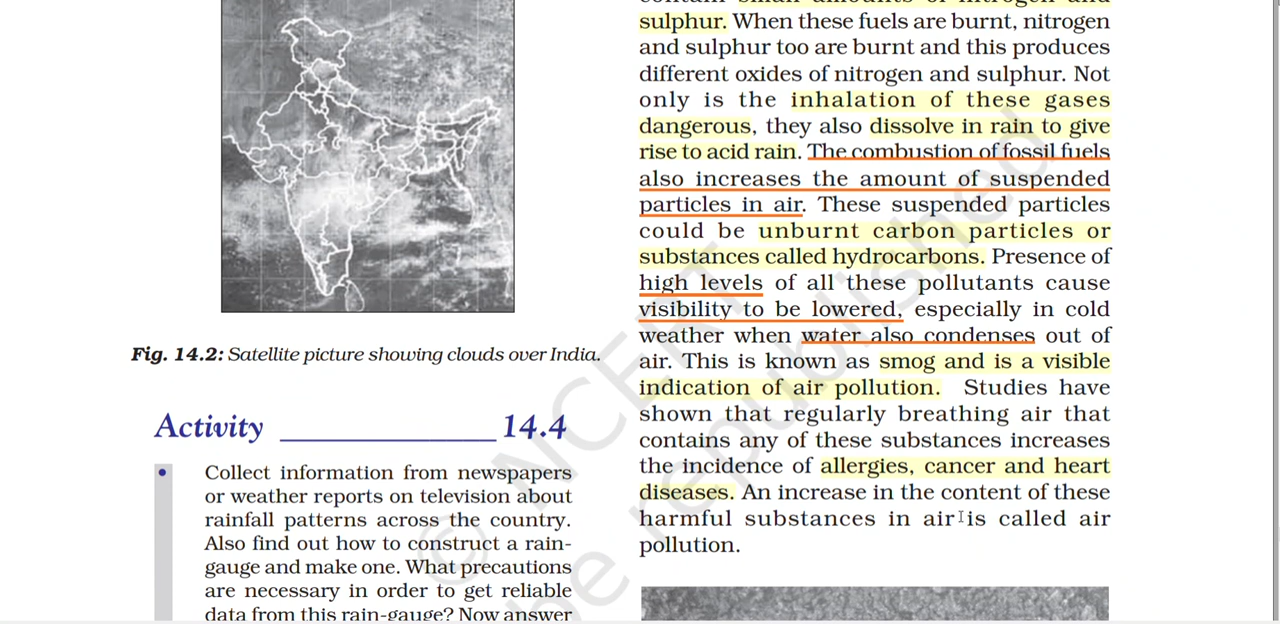 Fig. 14.2: Satellite picture showing clouds over India.
Activity ____________ 14.4
• Collect information from newspapers
or weather reports on television about
rainfall patterns across the country.
Also find out how to construct a rain-
gauge and make one. What precautions
are necessary in order to get reliable
data from this rain-gauge? Now answer
contain small amounts of nitrogen and
sulphur. When these fuels are burnt, nitrogen
and sulphur too are burnt and this produces
different oxides of nitrogen and sulphur. Not
only is the inhalation of these gases
dangerous, they also dissolve in rain to give
rise to acid rain. The combustion of fossil fuels
also increases the amount of suspended
particles in air. These suspended particles
could be unburnt carbon particles or
substances called hydrocarbons. Presence of
high levels of all these pollutants cause
visibility to be lowered, especially in cold
weather when water also condenses out of
air. This is known as smog and is a visible
indication of air pollution. Studies have
shown that regularly breathing air that
contains any of these substances increases
the incidence of allergies, cancer and heart
diseases. An increase in the content of these
harmful substances in air is called air
pollution.
© NCERT
be republished